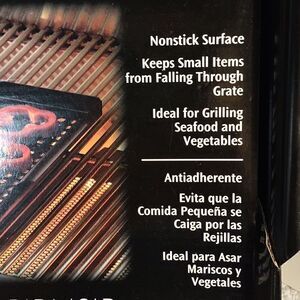 Nonstick Surface
Keeps Small Items
from Falling Through
Grate
Ideal for Grilling
Seafood and
Vegetables
Antiadherente
Evita que la
Comida Pequeña se
Caiga por las
Rejillas
Ideal para Asar
Mariscos y
Vegetales